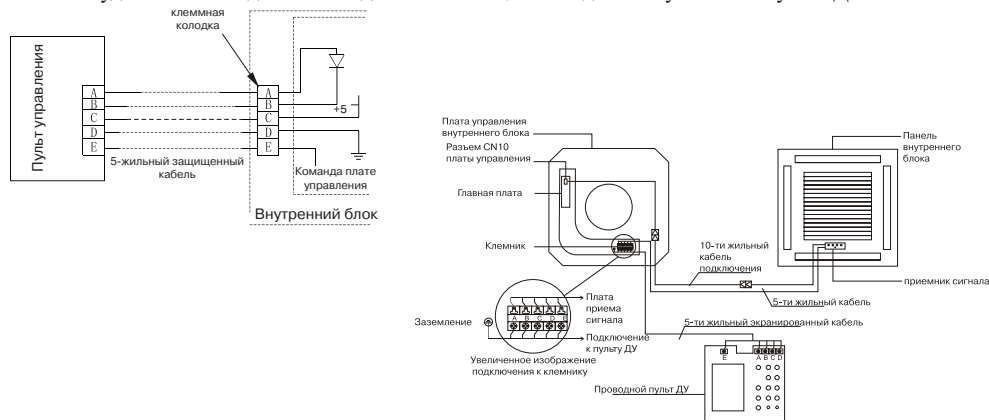 клеммная
колодка
Пульт управления
A
B
C
D
E
A
B
C
D
E
+5
5-жильный защищенный
кабель
Команда плате
управления
Внутренний блок
Плата управления
внутреннего блока
Разъем CN10
платы управления
Главная плата
Клемник
Панель
внутреннего
блока
10-ти жильный
кабель
подключения
приемник сигнала
5-ти жильный кабель
5-ти жильный экранированный кабель
Плата
приема
сигнала
A B C D E
Заземление
Подключение
к пульту ДУ
Увеличенное изображение
подключения к клемнику
E A B C D
Проводной пульт ДУ